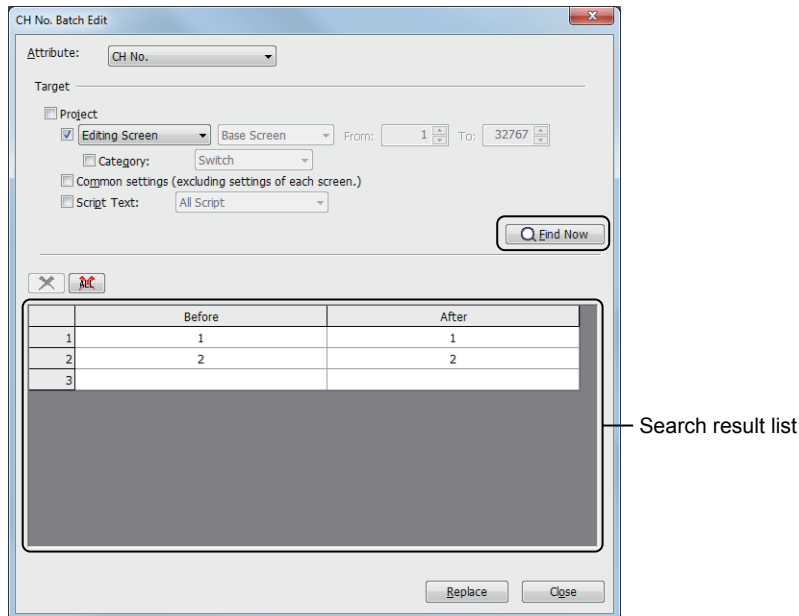 CH No. Batch Edit
Attribute: CH No.
Target
Project
Editing Screen Base Screen From: 1 To: 32767
Category: Switch
Common settings (excluding settings of each screen.)
Script Text: All Script
Find Now
ALL
Before After
1 1 1
2 2 2
3
Search result list
Replace Close